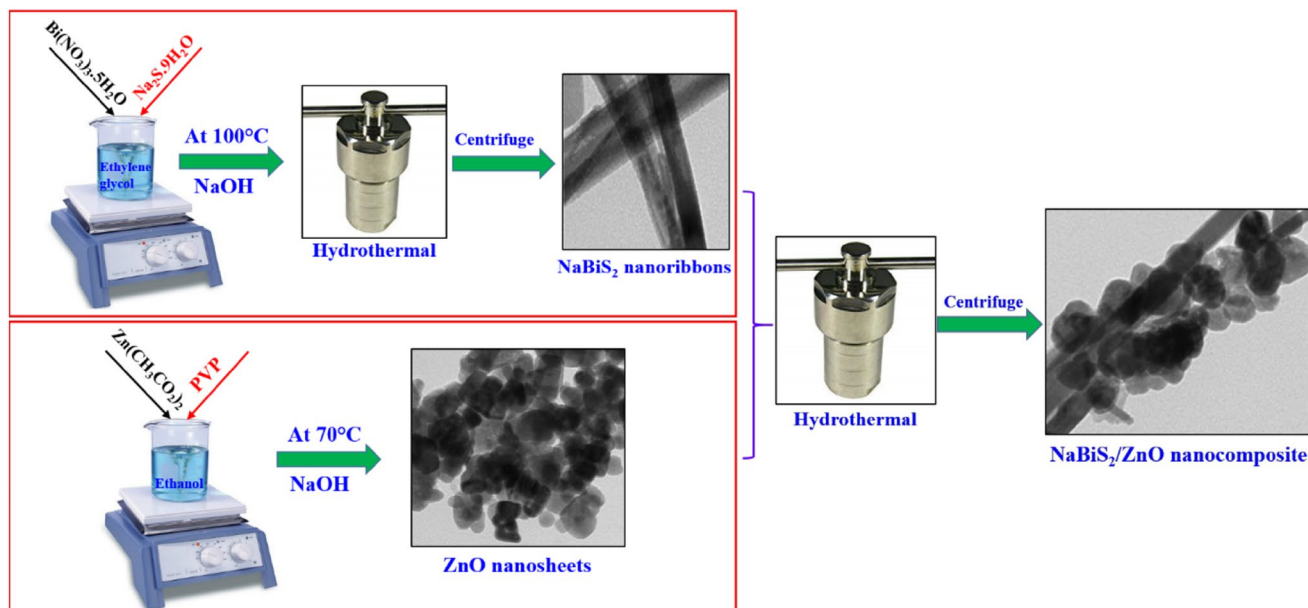 Bi(NO₃)₃.5H₂O
Na₂S.9H₂O
Ethylene
glycol
At 100°C
NaOH
Hydrothermal
Centrifuge
NaBiS₂ nanoribbons
Zn(CH₃CO₂)₂
PVP
Ethanol
At 70°C
NaOH
ZnO nanosheets
Hydrothermal
Centrifuge
NaBiS₂/ZnO nanocomposite